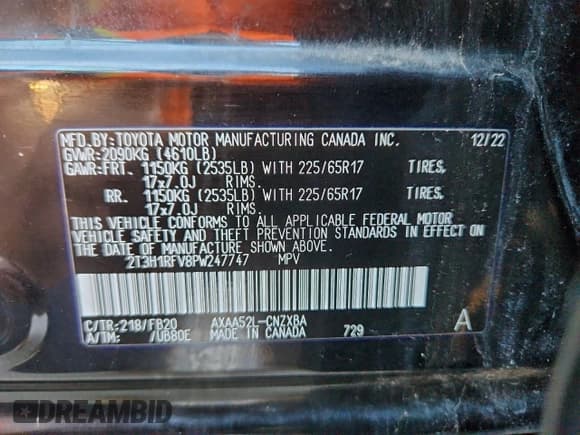 MFD.BY:TOYOTA MOTOR MANUFACTURING CANADA INC. 12/22
GVWR:2090KG (4610LB)
GAWR:FRT. 1150KG (2535LB) WITH 225/65R17 TIRES,
17x7.0J RIMS.
RR. 1150KG (2535LB) WITH 225/65R17 TIRES,
17x7.0J RIMS.
THIS VEHICLE CONFORMS TO ALL APPLICABLE FEDERAL MOTOR
VEHICLE SAFETY AND THEFT PREVENTION STANDARDS IN EFFECT ON
THE DATE OF MANUFACTURE SHOWN ABOVE.
2T3H1RFV8PW247747 MPV
C/TR:218/FB20 AXAA52L-CNZXBA A
A/TM: /UB80E MADE IN CANADA 729
DREAMBID